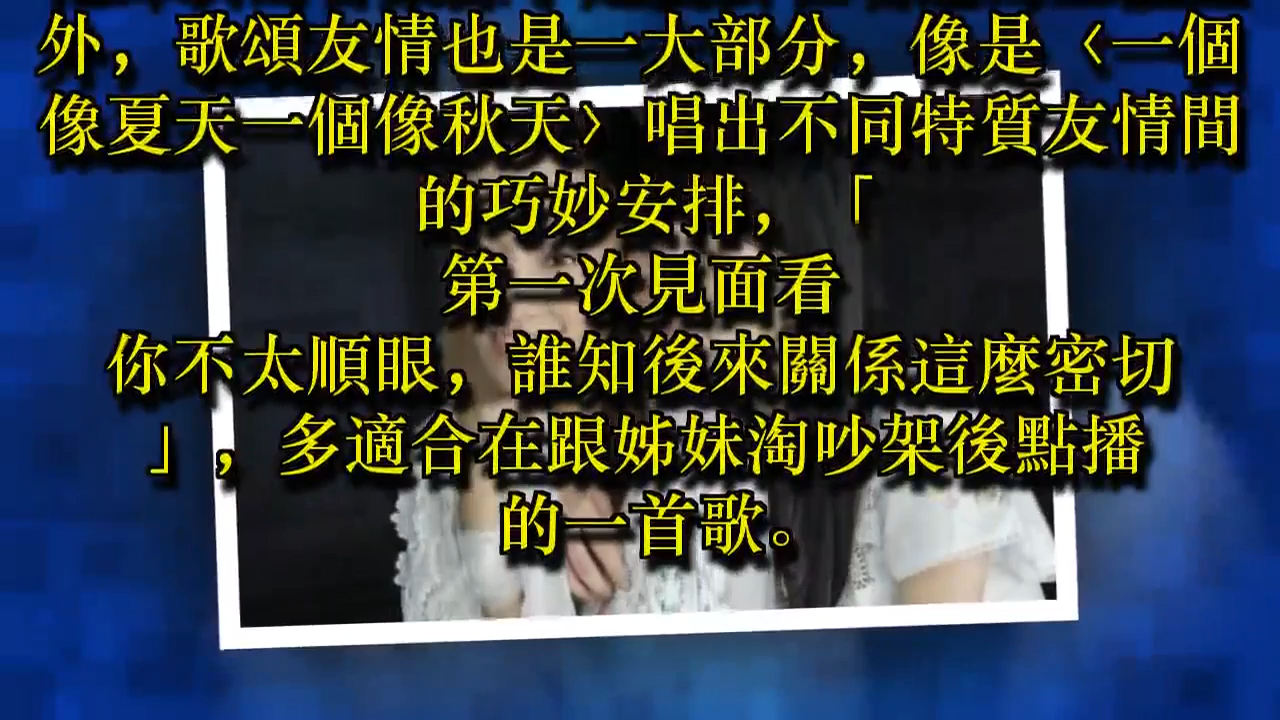 外，歌頌友情也是一大部分，像是〈一個
像夏天一個像秋天〉唱出不同特質友情間
的巧妙安排，「
第一次見面看
你不太順眼，誰知後來關係這麼密切
」，多適合在跟姊妹淘吵架後點播
的一首歌。